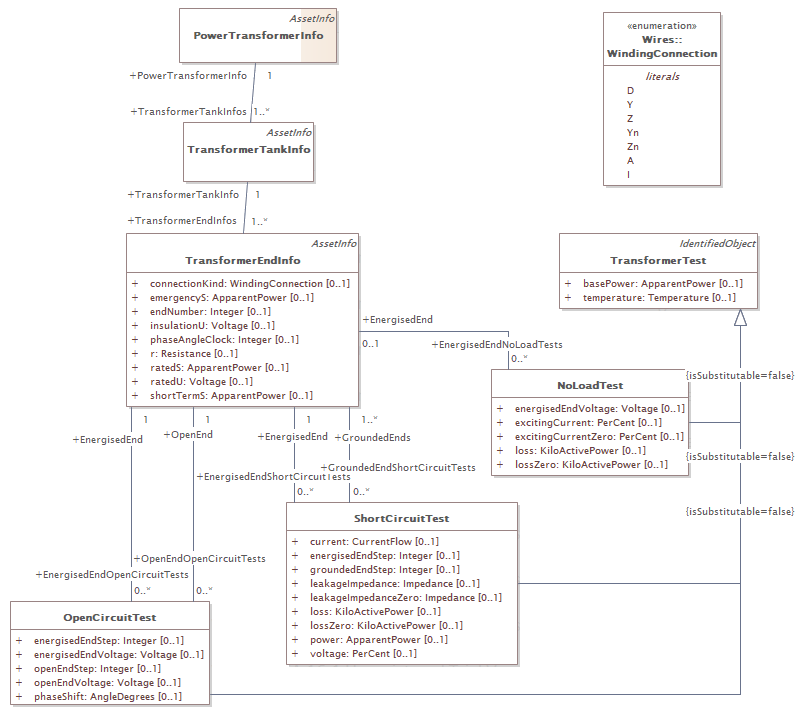 AssetInfo
PowerTransformerInfo
+PowerTransformerInfo 1
+TransformerTankInfos 1..*
AssetInfo
TransformerTankInfo
+TransformerTankInfo 1
+TransformerEndInfos 1..*
«enumeration»
Wires::
WindingConnection
literals
D
Y
Z
Yn
Zn
A
I
AssetInfo
TransformerEndInfo
+ connectionKind: WindingConnection [0..1]
+ emergencyS: ApparentPower [0..1]
+ endNumber: Integer [0..1]
+ insulationU: Voltage [0..1]
+ phaseAngleClock: Integer [0..1]
+ r: Resistance [0..1]
+ ratedS: ApparentPower [0..1]
+ ratedU: Voltage [0..1]
+ shortTermS: ApparentPower [0..1]
IdentifiedObject
TransformerTest
+ basePower: ApparentPower [0..1]
+ temperature: Temperature [0..1]
+EnergisedEnd
0..1
+EnergisedEndNoLoadTests
0..*
{isSubstitutable=false}
NoLoadTest
+ energisedEndVoltage: Voltage [0..1]
+ excitingCurrent: PerCent [0..1]
+ excitingCurrentZero: PerCent [0..1]
+ loss: KiloActivePower [0..1]
+ lossZero: KiloActivePower [0..1]
{isSubstitutable=false}
{isSubstitutable=false}
1
+EnergisedEnd
1
+OpenEnd
1
+EnergisedEnd
1..*
+GroundedEnds
+GroundedEndShortCircuitTests
+EnergisedEndShortCircuitTests
0..*
0..*
ShortCircuitTest
+ current: CurrentFlow [0..1]
+ energisedEndStep: Integer [0..1]
+ groundedEndStep: Integer [0..1]
+ leakageImpedance: Impedance [0..1]
+ leakageImpedanceZero: Impedance [0..1]
+ loss: KiloActivePower [0..1]
+ lossZero: KiloActivePower [0..1]
+ power: ApparentPower [0..1]
+ voltage: PerCent [0..1]
+OpenEndOpenCircuitTests
+EnergisedEndOpenCircuitTests
0..*
0..*
OpenCircuitTest
+ energisedEndStep: Integer [0..1]
+ energisedEndVoltage: Voltage [0..1]
+ openEndStep: Integer [0..1]
+ openEndVoltage: Voltage [0..1]
+ phaseShift: AngleDegrees [0..1]